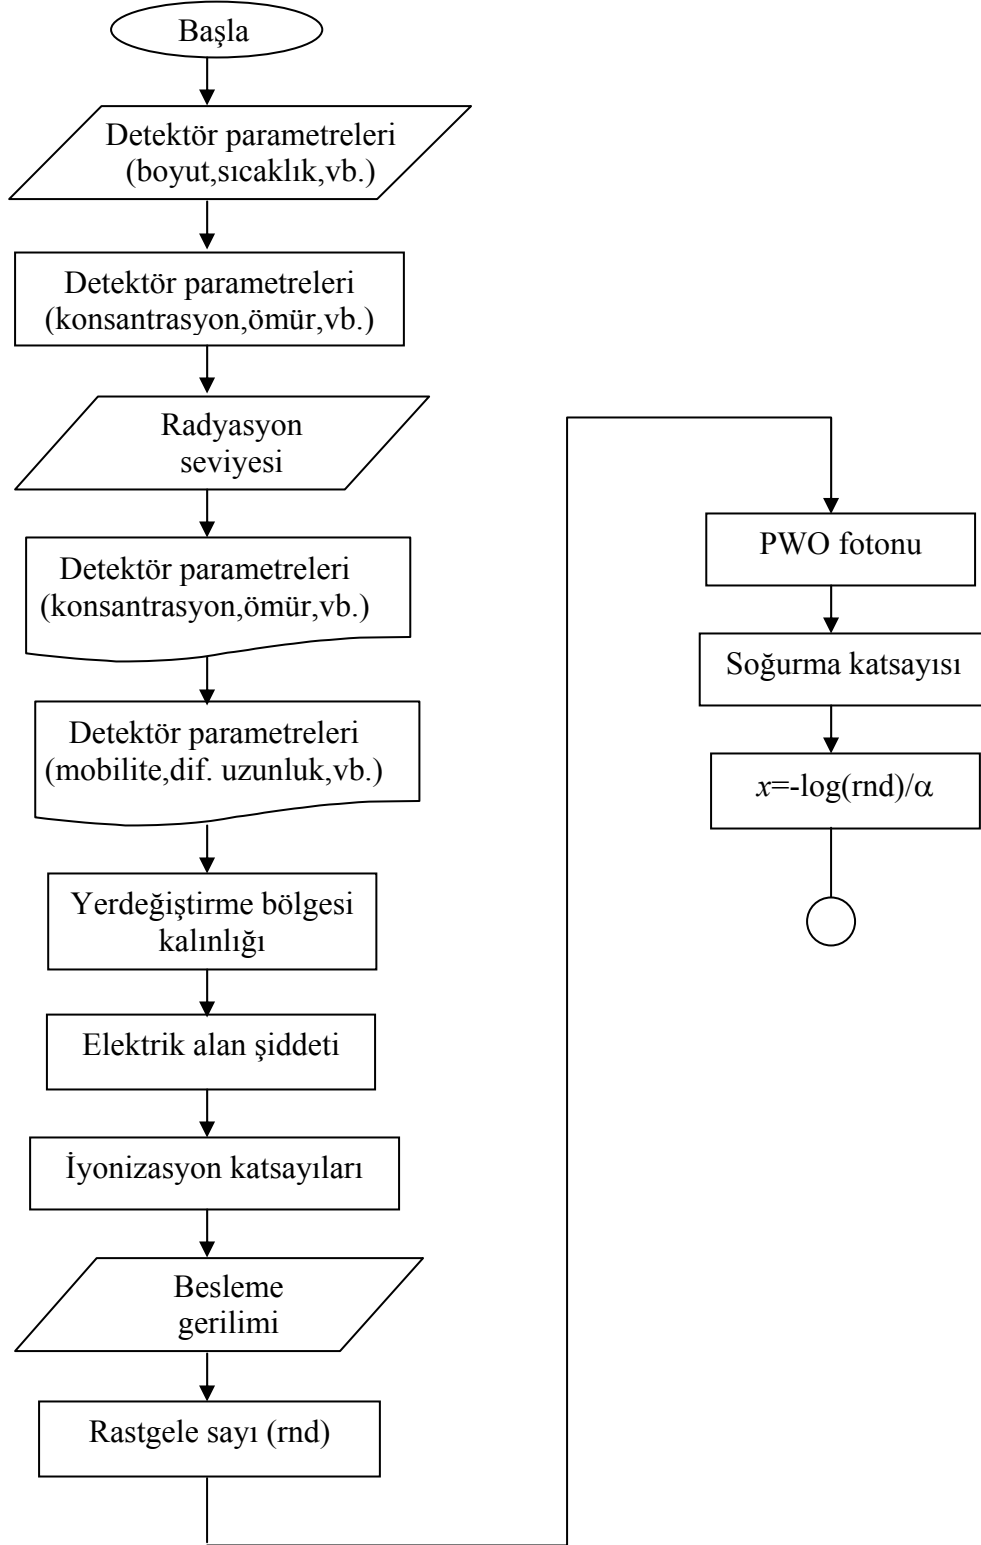 Başla
Detektör parametreleri
(boyut,sıcaklık,vb.)
Detektör parametreleri
(konsantrasyon,ömür,vb.)
Radyasyon
seviyesi
Detektör parametreleri
(konsantrasyon,ömür,vb.)
Detektör parametreleri
(mobilite,dif. uzunluk,vb.)
Yerdeğiştirme bölgesi
kalınlığı
Elektrik alan şiddeti
İyonizasyon katsayıları
Besleme
gerilimi
Rastgele sayı (rnd)
PWO fotonu
Soğurma katsayısı
x=-log(rnd)/α